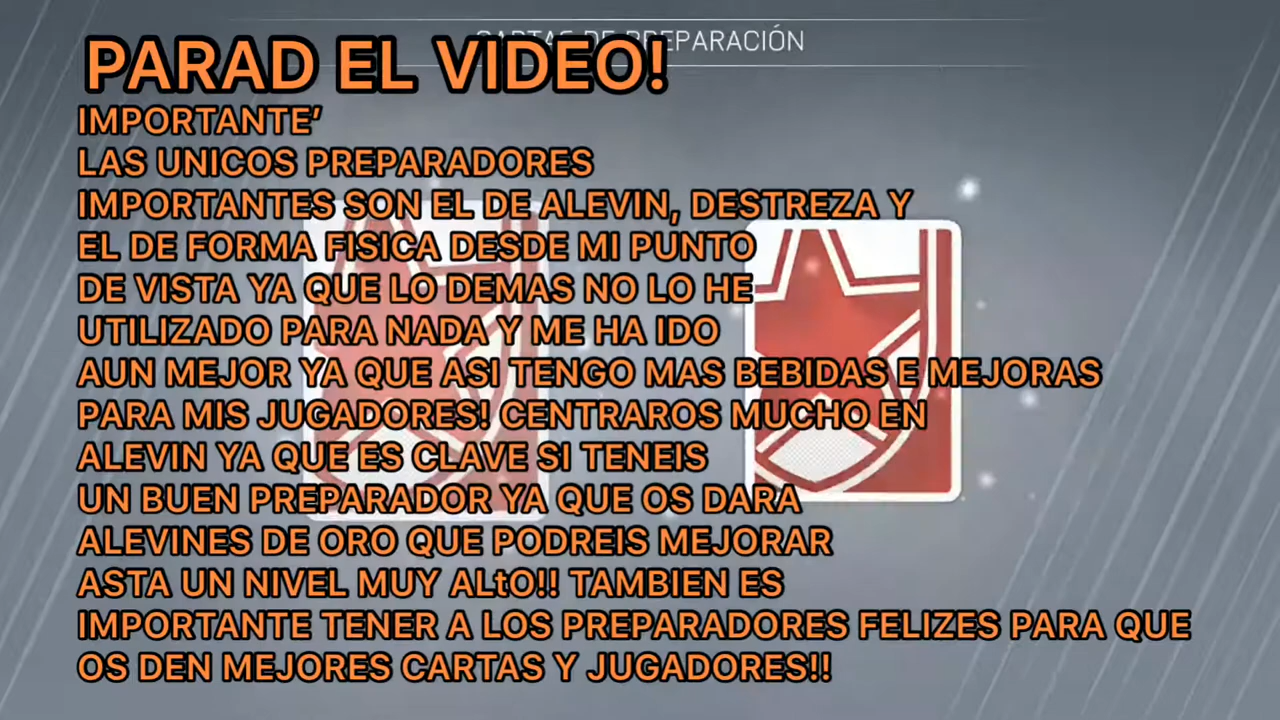 CARTAS DE PREPARACIÓN
PARAD EL VIDEO!
IMPORTANTE’
LAS UNICOS PREPARADORES
IMPORTANTES SON EL DE ALEVIN, DESTREZA Y
EL DE FORMA FISICA DESDE MI PUNTO
DE VISTA YA QUE LO DEMAS NO LO HE
UTILIZADO PARA NADA Y ME HA IDO
AUN MEJOR YA QUE ASI TENGO MAS BEBIDAS E MEJORAS
PARA MIS JUGADORES! CENTRAROS MUCHO EN
ALEVIN YA QUE ES CLAVE SI TENEIS
UN BUEN PREPARADOR YA QUE OS DARA
ALEVINES DE ORO QUE PODREIS MEJORAR
ASTA UN NIVEL MUY ALtO!! TAMBIEN ES
IMPORTANTE TENER A LOS PREPARADORES FELIZES PARA QUE
OS DEN MEJORES CARTAS Y JUGADORES!!